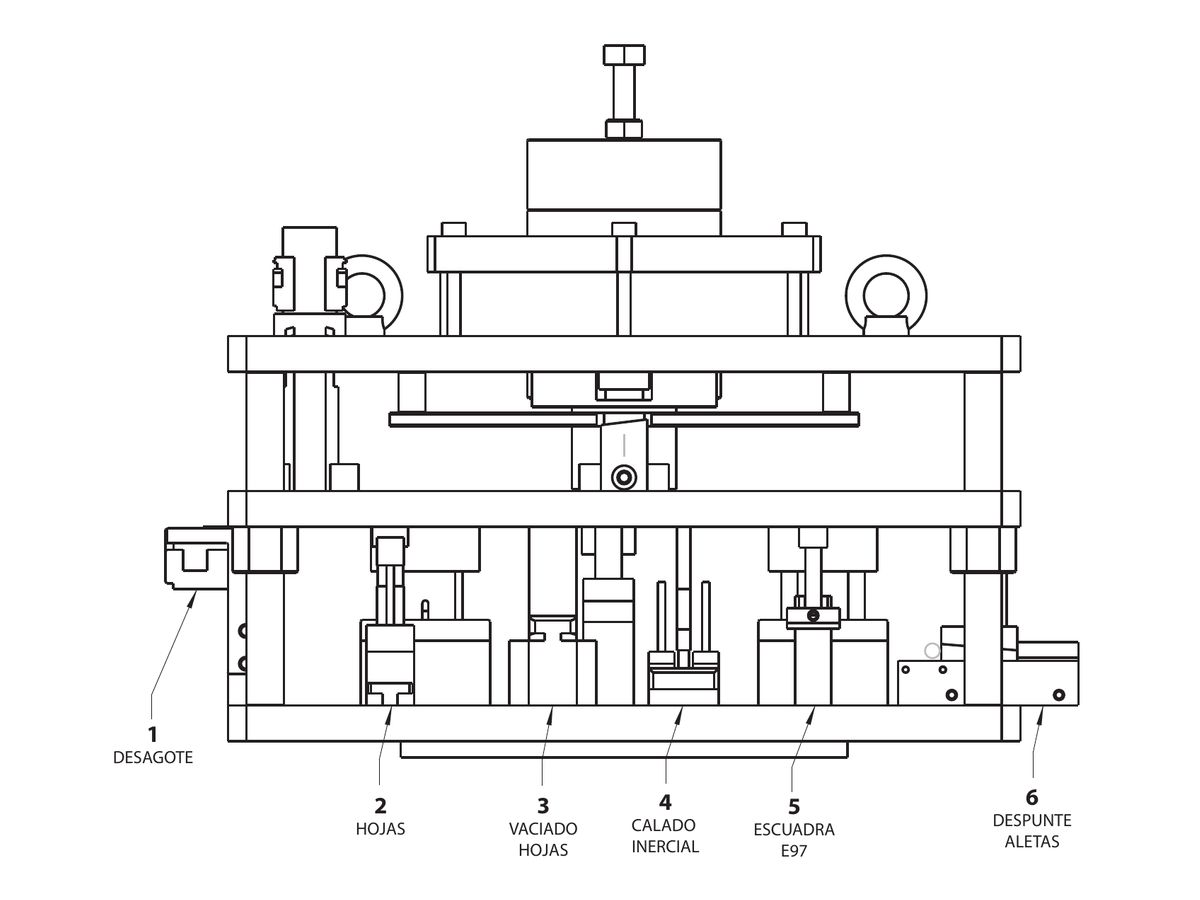 1
DESAGOTE
2
HOJAS
3
VACIADO
HOJAS
4
CALADO
INERCIAL
5
ESCUADRA
E97
6
DESPUNTE
ALETAS